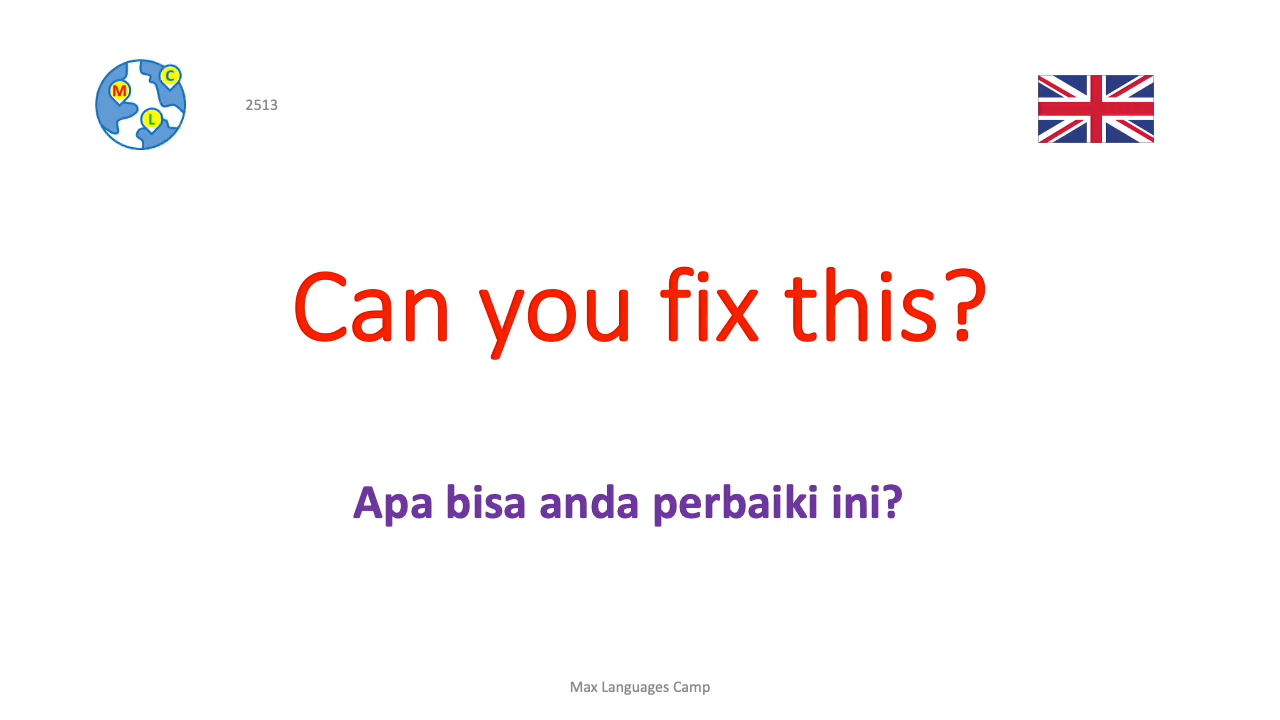 C
M
L
2513
Can you fix this?
Apa bisa anda perbaiki ini?
Max Languages Camp